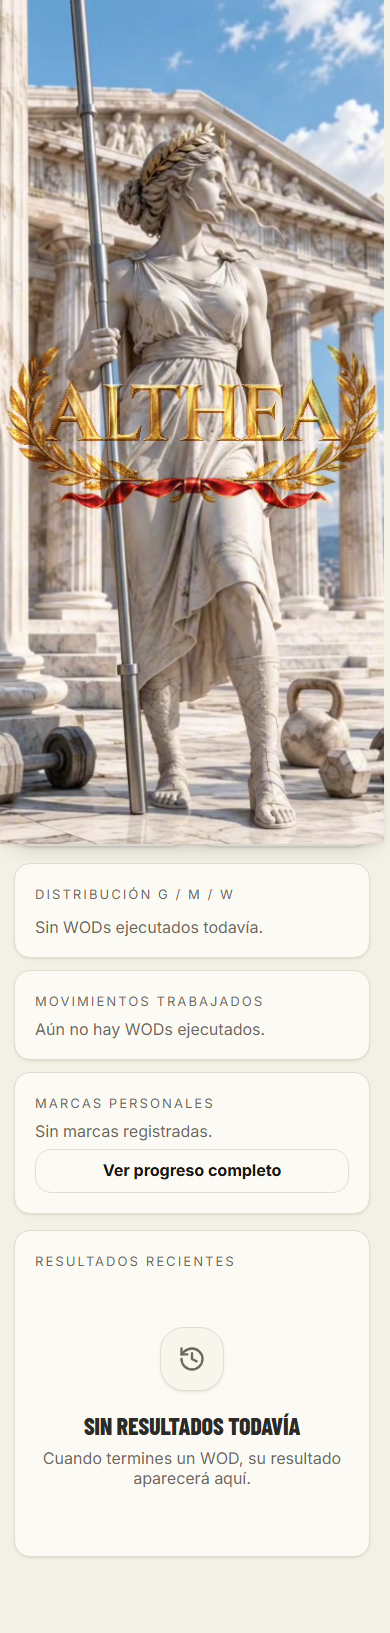 ALTHEA
DISTRIBUCIÓN G / M / W
Sin WODs ejecutados todavía.
MOVIMIENTOS TRABAJADOS
Aún no hay WODs ejecutados.
MARCAS PERSONALES
Sin marcas registradas.
Ver progreso completo
RESULTADOS RECIENTES
SIN RESULTADOS TODAVÍA
Cuando termines un WOD, su resultado
aparecerá aquí.